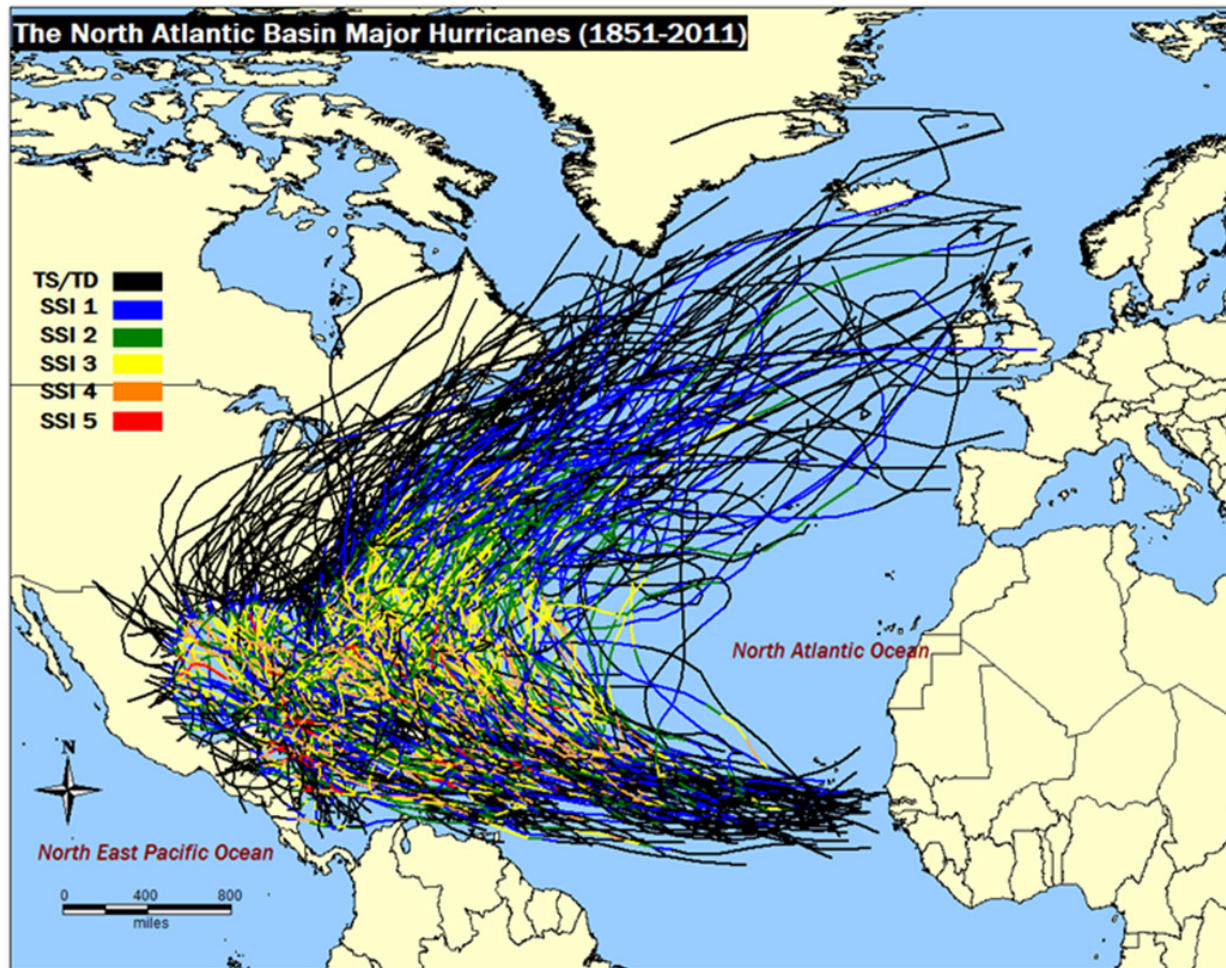 The North Atlantic Basin Major Hurricanes (1851-2011)
TS/TD
SSI 1
SSI 2
SSI 3
SSI 4
SSI 5
North Atlantic Ocean
N
North East Pacific Ocean
0 400 800
miles